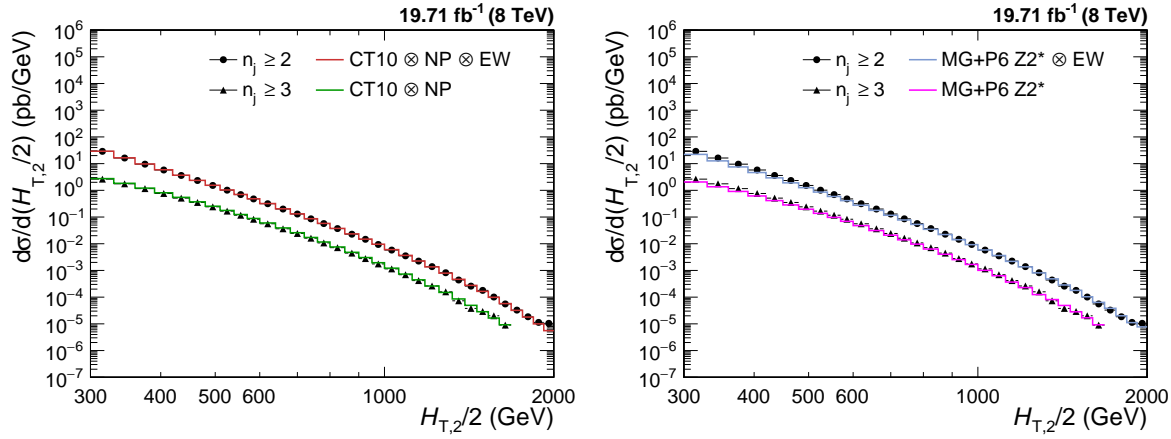 19.71 fb⁻¹ (8 TeV)
dσ/d(H_T,2/2) (pb/GeV)
10⁶
10⁵
10⁴
10³
10²
10¹
10⁰
10⁻¹
10⁻²
10⁻³
10⁻⁴
10⁻⁵
10⁻⁶
10⁻⁷
n_j ≥ 2 CT10 ⊗ NP ⊗ EW
n_j ≥ 3 CT10 ⊗ NP
300 400 500 600 1000 2000
H_T,2/2 (GeV)
19.71 fb⁻¹ (8 TeV)
dσ/d(H_T,2/2) (pb/GeV)
10⁶
10⁵
10⁴
10³
10²
10¹
10⁰
10⁻¹
10⁻²
10⁻³
10⁻⁴
10⁻⁵
10⁻⁶
10⁻⁷
n_j ≥ 2 MG+P6 Z2* ⊗ EW
n_j ≥ 3 MG+P6 Z2*
300 400 500 600 1000 2000
H_T,2/2 (GeV)